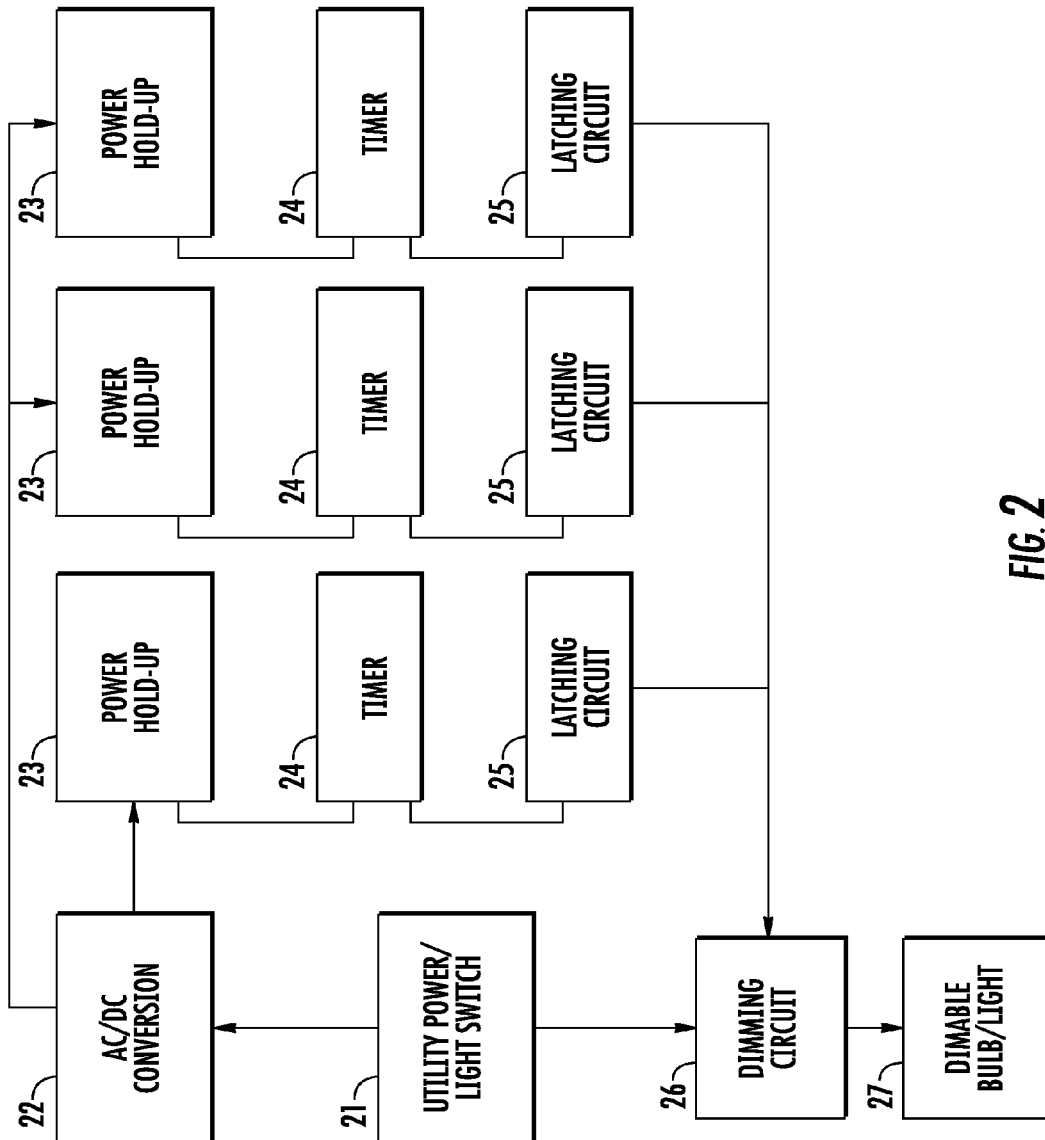 22
AC/DC
CONVERSION
23
POWER
HOLD-UP
23
POWER
HOLD-UP
23
POWER
HOLD-UP
21
UTILITY POWER/
LIGHT SWITCH
24
TIMER
24
TIMER
24
TIMER
25
LATCHING
CIRCUIT
25
LATCHING
CIRCUIT
25
LATCHING
CIRCUIT
26
DIMMING
CIRCUIT
27
DIMABLE
BULB/LIGHT
FIG. 2